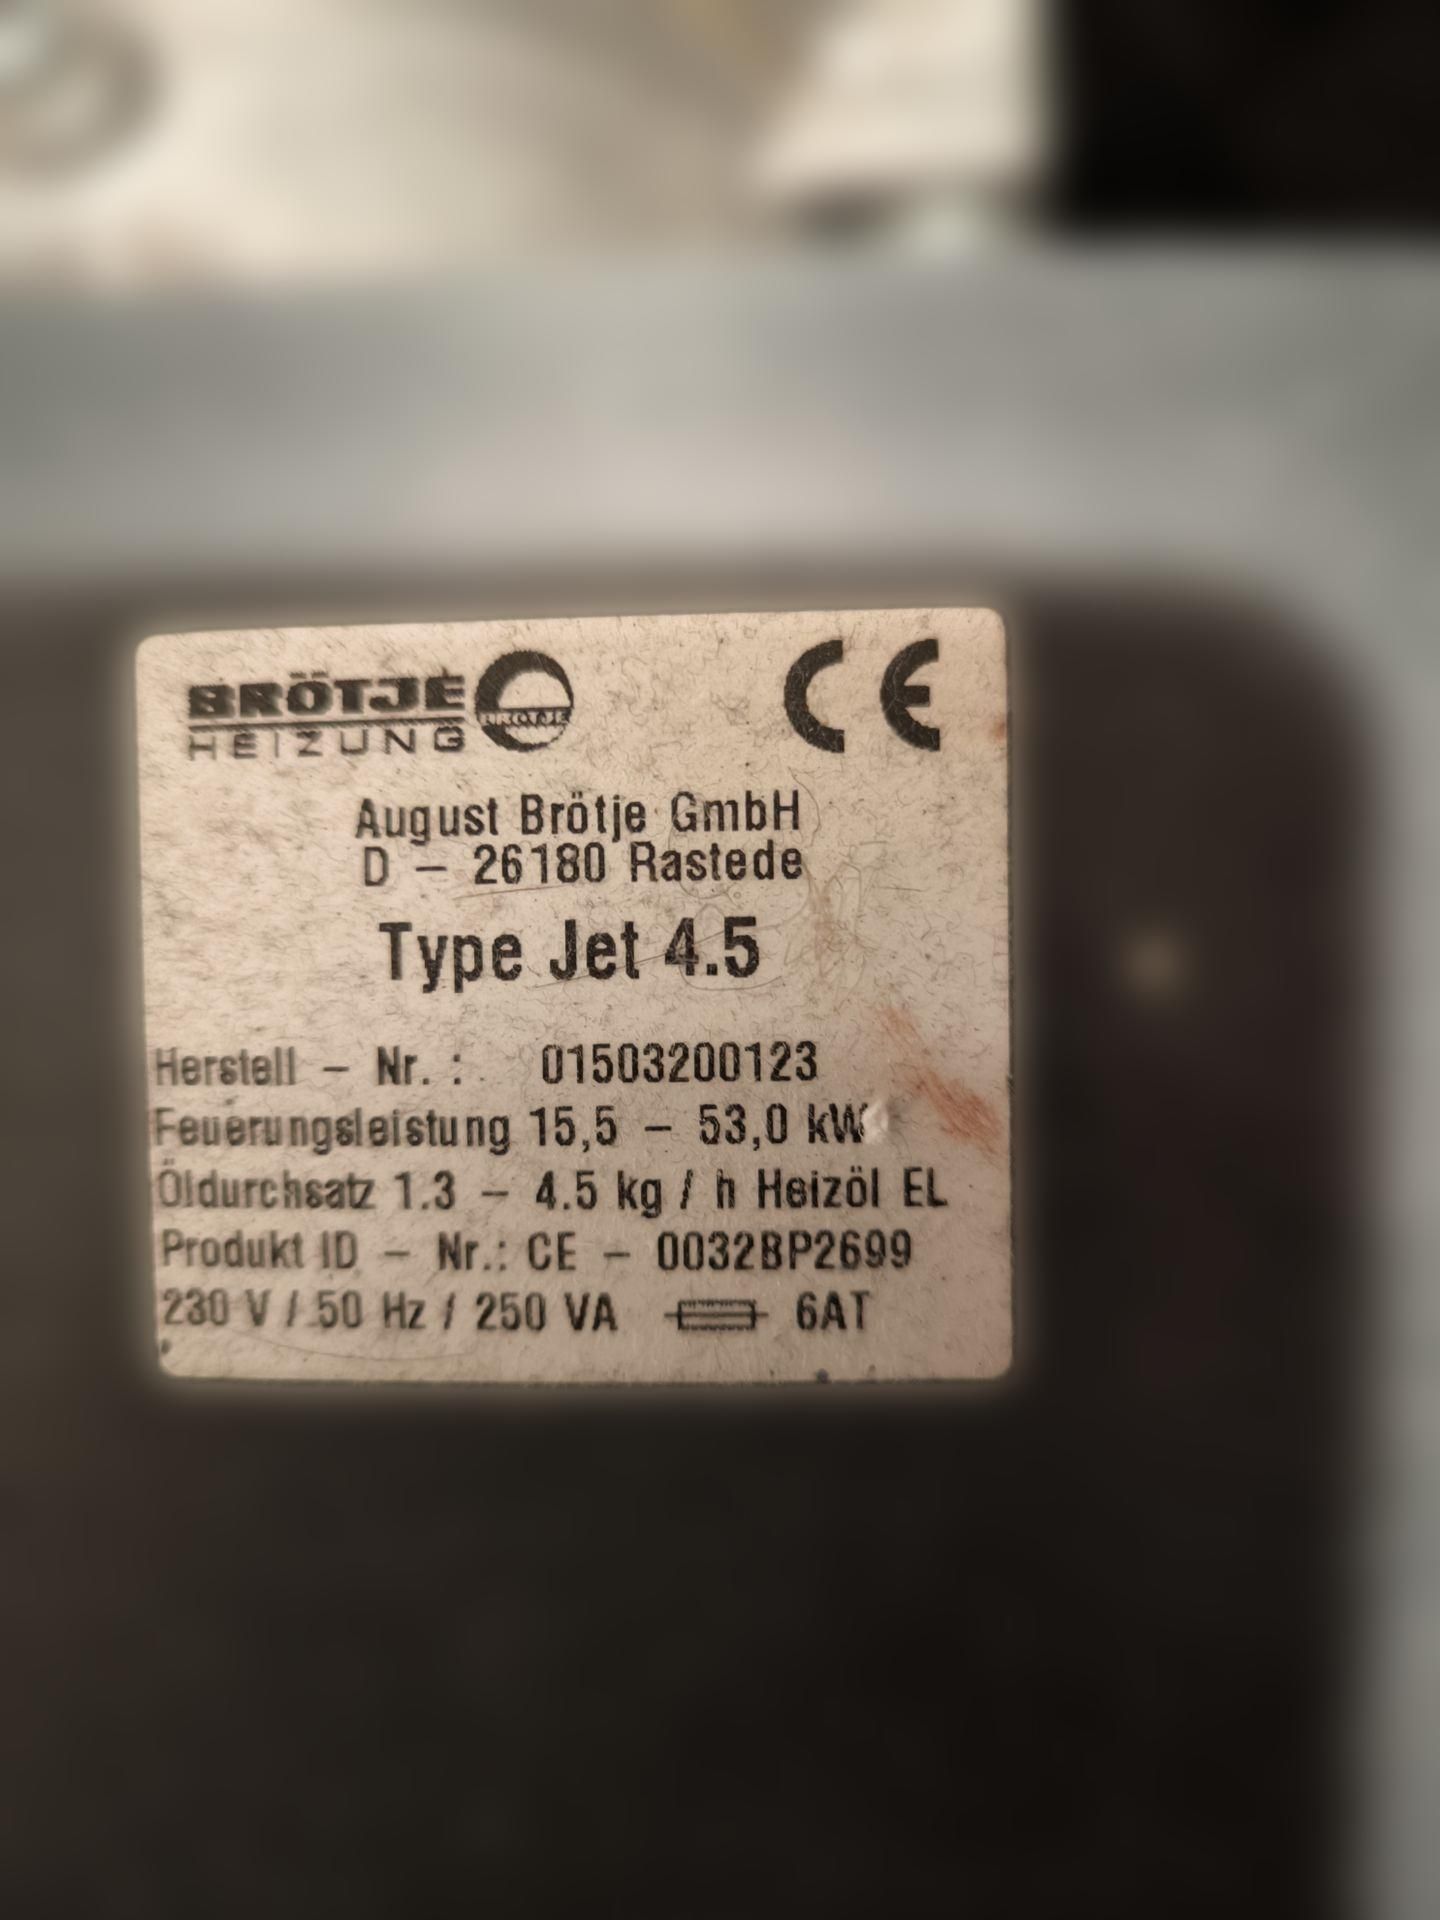 BRÖTJE
HEIZUNG
BRÖTJE
CE
August Brötje GmbH
D – 26180 Rastede
Type Jet 4.5
Herstell – Nr. : 01503200123
Feuerungsleistung 15,5 – 53,0 kW
Öldurchsatz 1.3 – 4.5 kg / h Heizöl EL
Produkt ID – Nr.: CE – 0032BP2699
230 V / 50 Hz / 250 VA 6AT